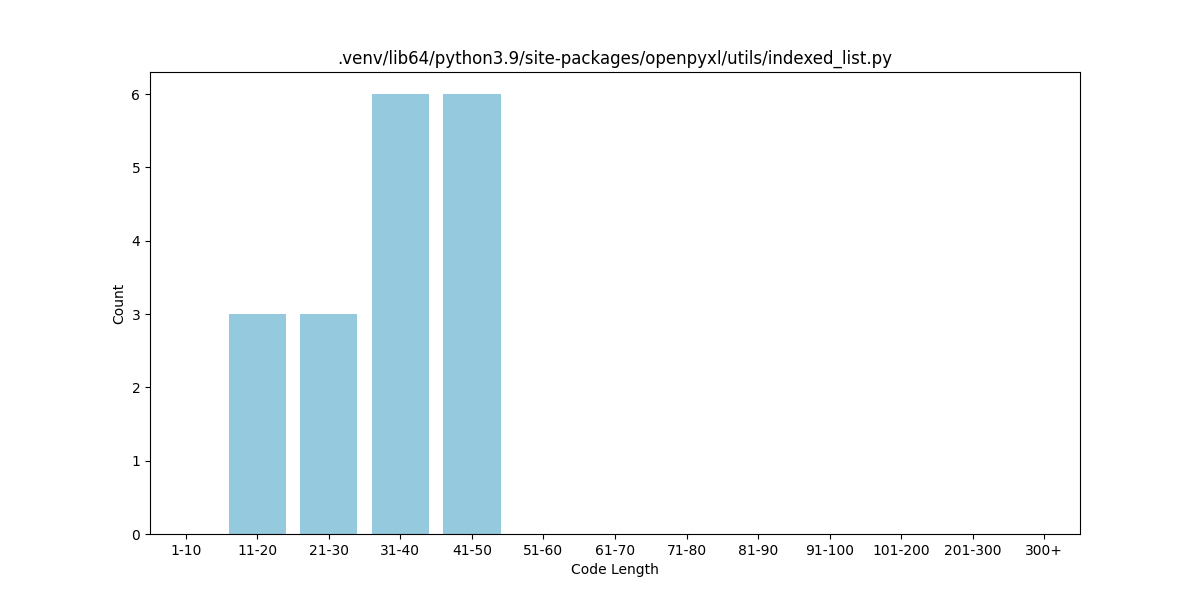 .venv/lib64/python3.9/site-packages/openpyxl/utils/indexed_list.py
6
5
4
3
2
1
0
Count
1-10 11-20 21-30 31-40 41-50 51-60 61-70 71-80 81-90 91-100 101-200 201-300 300+
Code Length